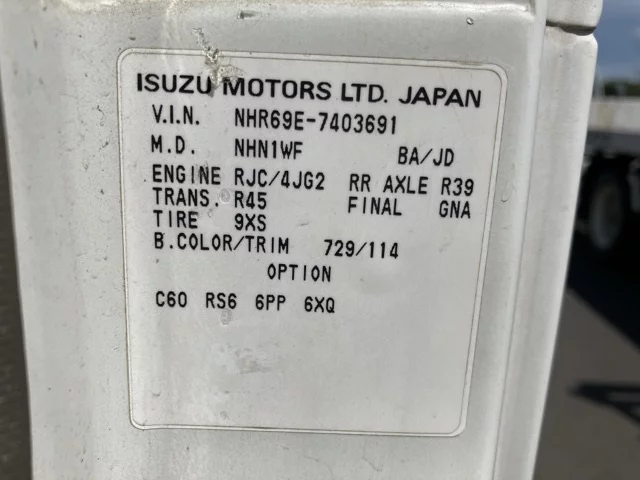 ISUZU MOTORS LTD. JAPAN
V.I.N. NHR69E-7403691
M.D. NHN1WF BA/JD
ENGINE RJC/4JG2 RR AXLE R39
TRANS. R45 FINAL GNA
TIRE 9XS
B.COLOR/TRIM 729/114
OPTION
C60 RS6 6PP 6XQ